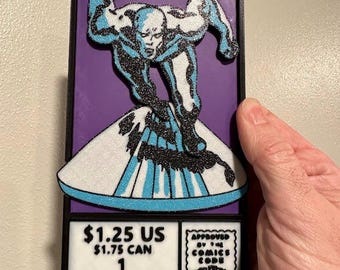 $1.25 US
$1.75 CAN
1
APPROVED
BY THE
COMICS
CODE